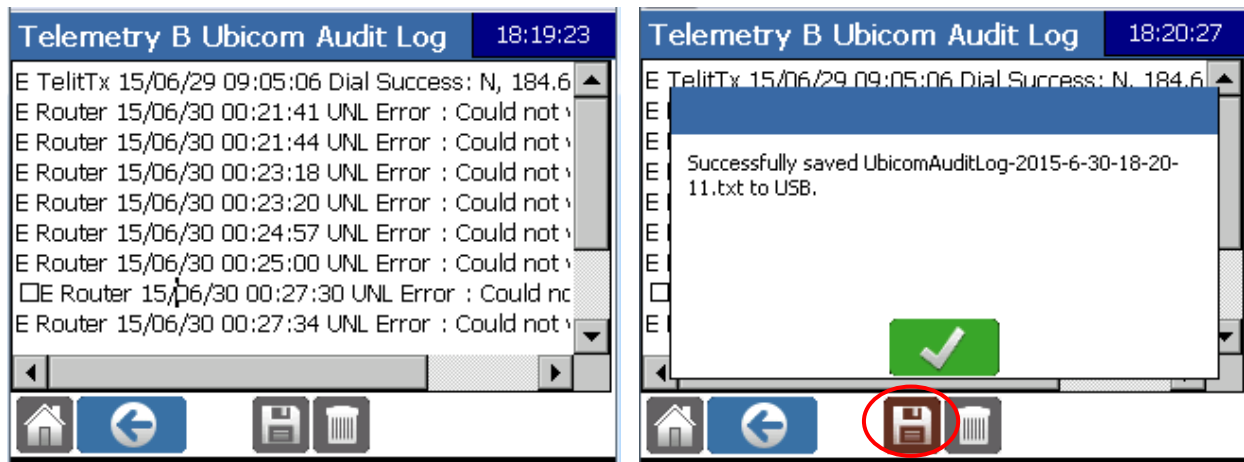 Telemetry B Ubicom Audit Log 18:19:23
E TelitTx 15/06/29 09:05:06 Dial Success: N, 184.6
E Router 15/06/30 00:21:41 UNL Error : Could not
E Router 15/06/30 00:21:44 UNL Error : Could not
E Router 15/06/30 00:23:18 UNL Error : Could not
E Router 15/06/30 00:23:20 UNL Error : Could not
E Router 15/06/30 00:24:57 UNL Error : Could not
E Router 15/06/30 00:25:00 UNL Error : Could not
□E Router 15/06/30 00:27:30 UNL Error : Could no
E Router 15/06/30 00:27:34 UNL Error : Could not
Telemetry B Ubicom Audit Log 18:20:27
E TelitTx 15/06/29 09:05:06 Dial Success: N, 184.6
E
E
E
E
E
E
□
E
Successfully saved UbicomAuditLog-2015-6-30-18-20-
11.txt to USB.